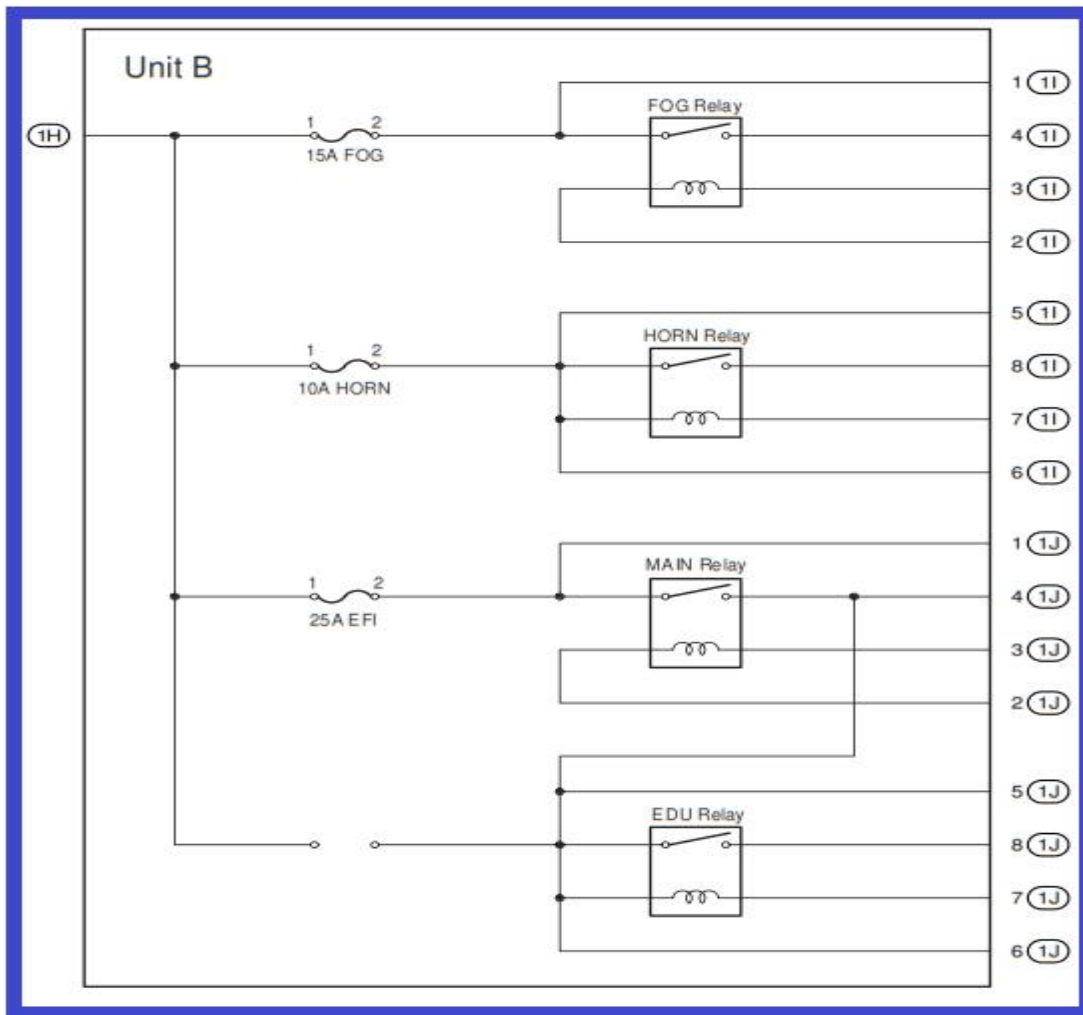 Unit B
1 1I
FOG Relay
1H
1 2
4 1I
15A FOG
3 1I
2 1I
5 1I
HORN Relay
1 2
8 1I
10A HORN
7 1I
6 1I
1 1J
MAIN Relay
1 2
4 1J
25A EFI
3 1J
2 1J
5 1J
EDU Relay
8 1J
7 1J
6 1J